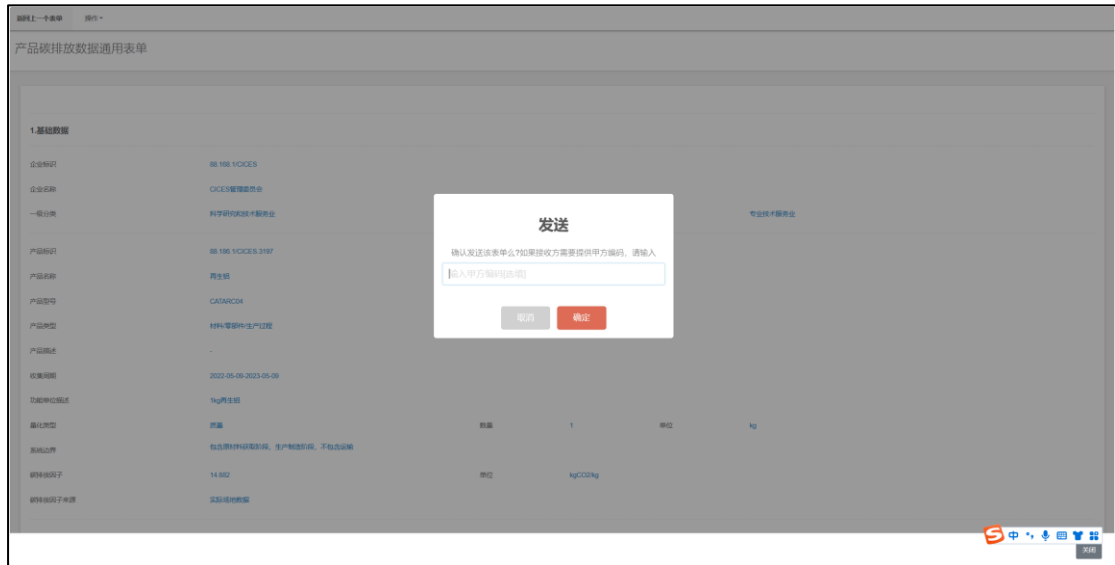 返回上一个表单 操作
产品碳排放数据通用表单
1.基础数据
企业标识 88.168.1/CICES
企业名称 CICES管理委员会
一级分类 科学研究和技术服务业 专业技术服务业
产品标识 88.168.1/CICES.3197
产品名称 再生铝
产品型号 CATARC04
产品类型 材料/零部件/生产过程
产品描述 -
收集周期 2022-05-09-2023-05-09
功能单位描述 1kg再生铝
量化类型 质量 数量 1 单位 kg
系统边界 包含原材料获取阶段、生产制造阶段、不包含运输
碳排放因子 14.682 单位 kgCO2/kg
碳排放因子来源 实际场地数据
发送
确认发送该表单么?如果接收方需要提供甲方编码，请输入
输入甲方编码[选填]
取消 确定
中
关闭